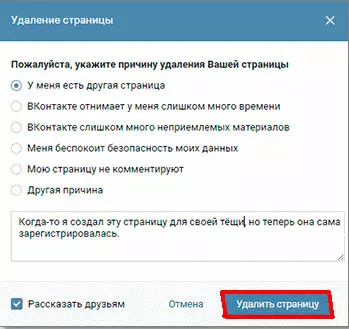 Удаление страницы
Пожалуйста, укажите причину удаления Вашей страницы
У меня есть другая страница
ВКонтакте отнимает у меня слишком много времени
ВКонтакте слишком много неприемлемых материалов
Меня беспокоит безопасность моих данных
Мою страницу не комментируют
Другая причина
Когда-то я создал эту страницу для своей тёщи, но теперь она сама
зарегистрировалась.
Рассказать друзьям Отмена Удалить страницу